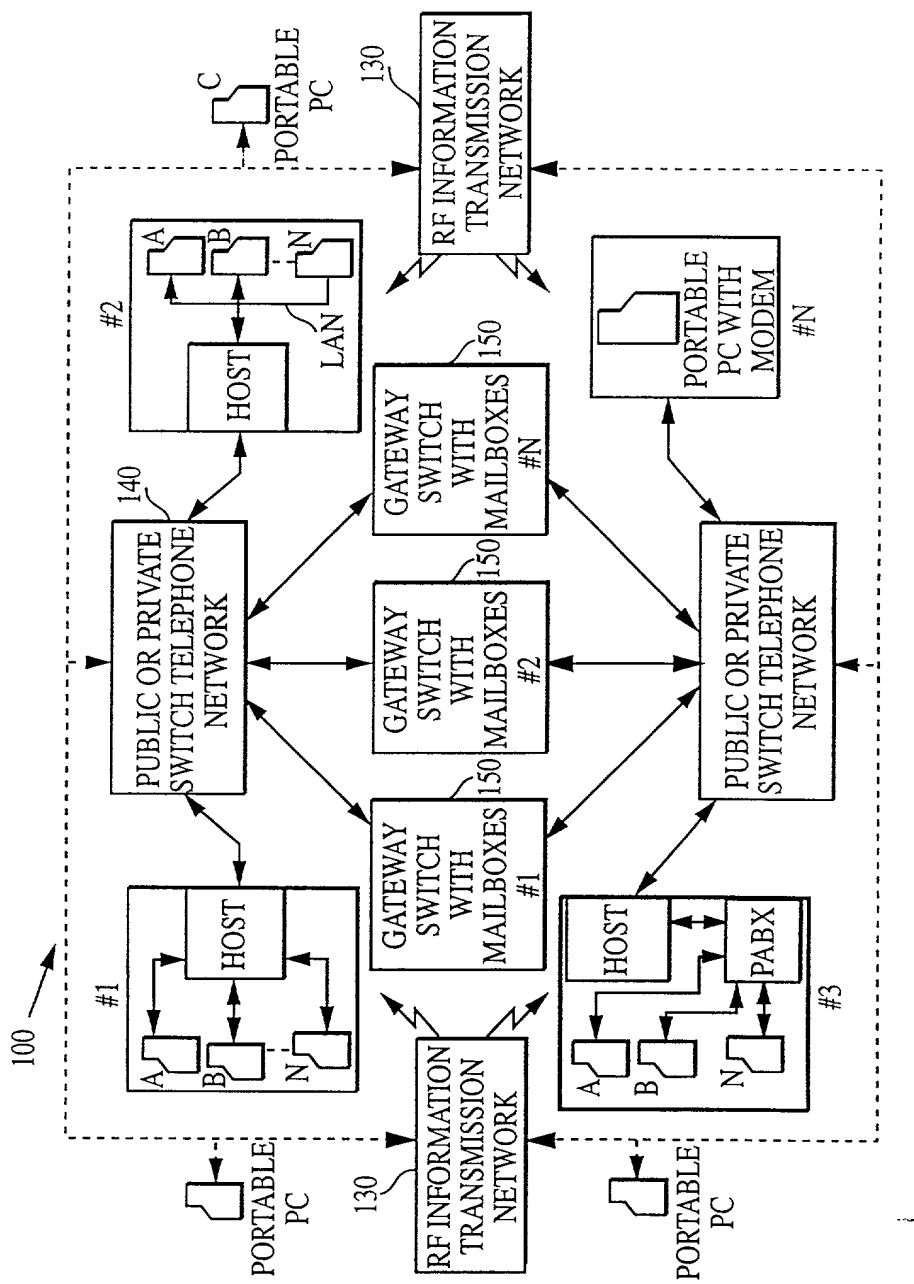 100
PORTABLE
PC
#1
A
B
N
HOST
PUBLIC OR PRIVATE
SWITCH TELEPHONE
NETWORK
140
#2
HOST
LAN
A
B
N
C
PORTABLE
PC
RF INFORMATION
TRANSMISSION
NETWORK
130
GATEWAY
SWITCH
WITH
MAILBOXES
#1
150
GATEWAY
SWITCH
WITH
MAILBOXES
#2
150
GATEWAY
SWITCH
WITH
MAILBOXES
#N
150
RF INFORMATION
TRANSMISSION
NETWORK
130
PORTABLE
PC
A
B
N
HOST
PABX
#3
PUBLIC OR PRIVATE
SWITCH TELEPHONE
NETWORK
PORTABLE
PC WITH
MODEM
#N